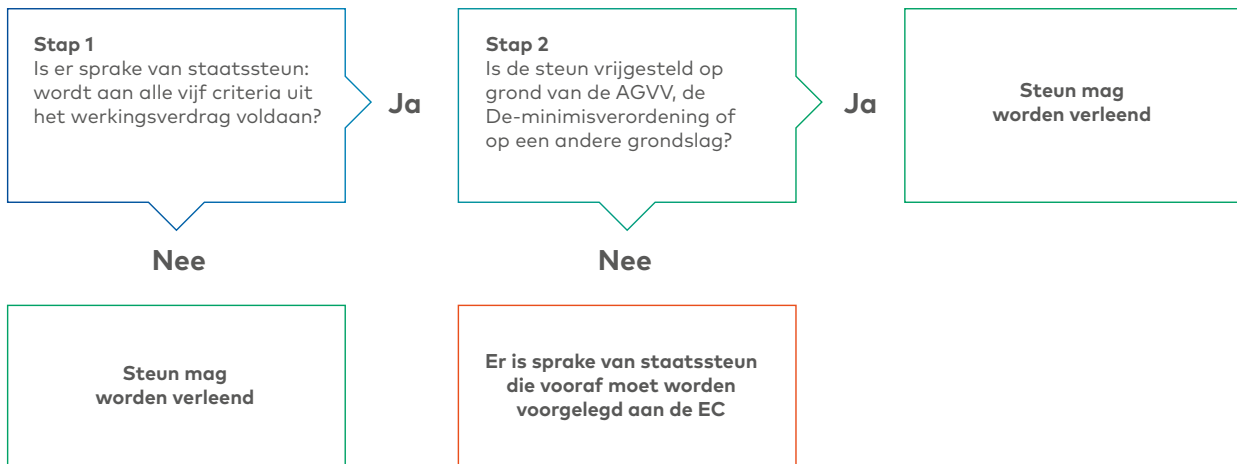 Stap 1
Is er sprake van staatssteun:
wordt aan alle vijf criteria uit
het werkingsverdrag voldaan?
Ja
Stap 2
Is de steun vrijgesteld op
grond van de AGVV, de
De-minimisverordening of
op een andere grondslag?
Ja
Steun mag
worden verleend
Nee
Nee
Steun mag
worden verleend
Er is sprake van staatssteun
die vooraf moet worden
voorgelegd aan de EC